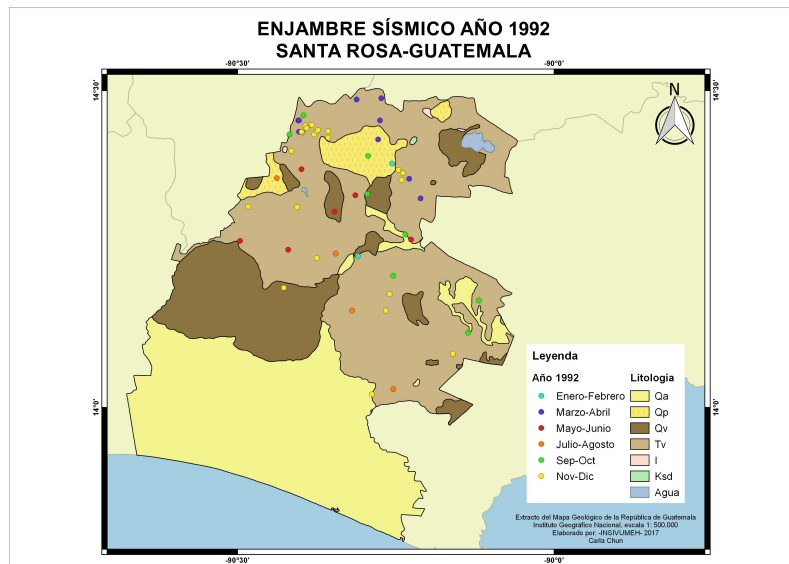 ENJAMBRE SÍSMICO AÑO 1992
SANTA ROSA-GUATEMALA
-90°30' -90°0'
14°30' 14°30'
N
14°0' 14°0'
Leyenda
Año 1992 Litología
Enero-Febrero Qa
Marzo-Abril Qp
Mayo-Junio Qv
Julio-Agosto Tv
Sep-Oct I
Nov-Dic Ksd
Agua
Extracto del Mapa Geológico de la República de Guatemala
Instituto Geográfico Nacional, escala 1: 500,000
Elaborado por: -INSIVUMEH- 2017
Carla Chun
-90°30' -90°0'